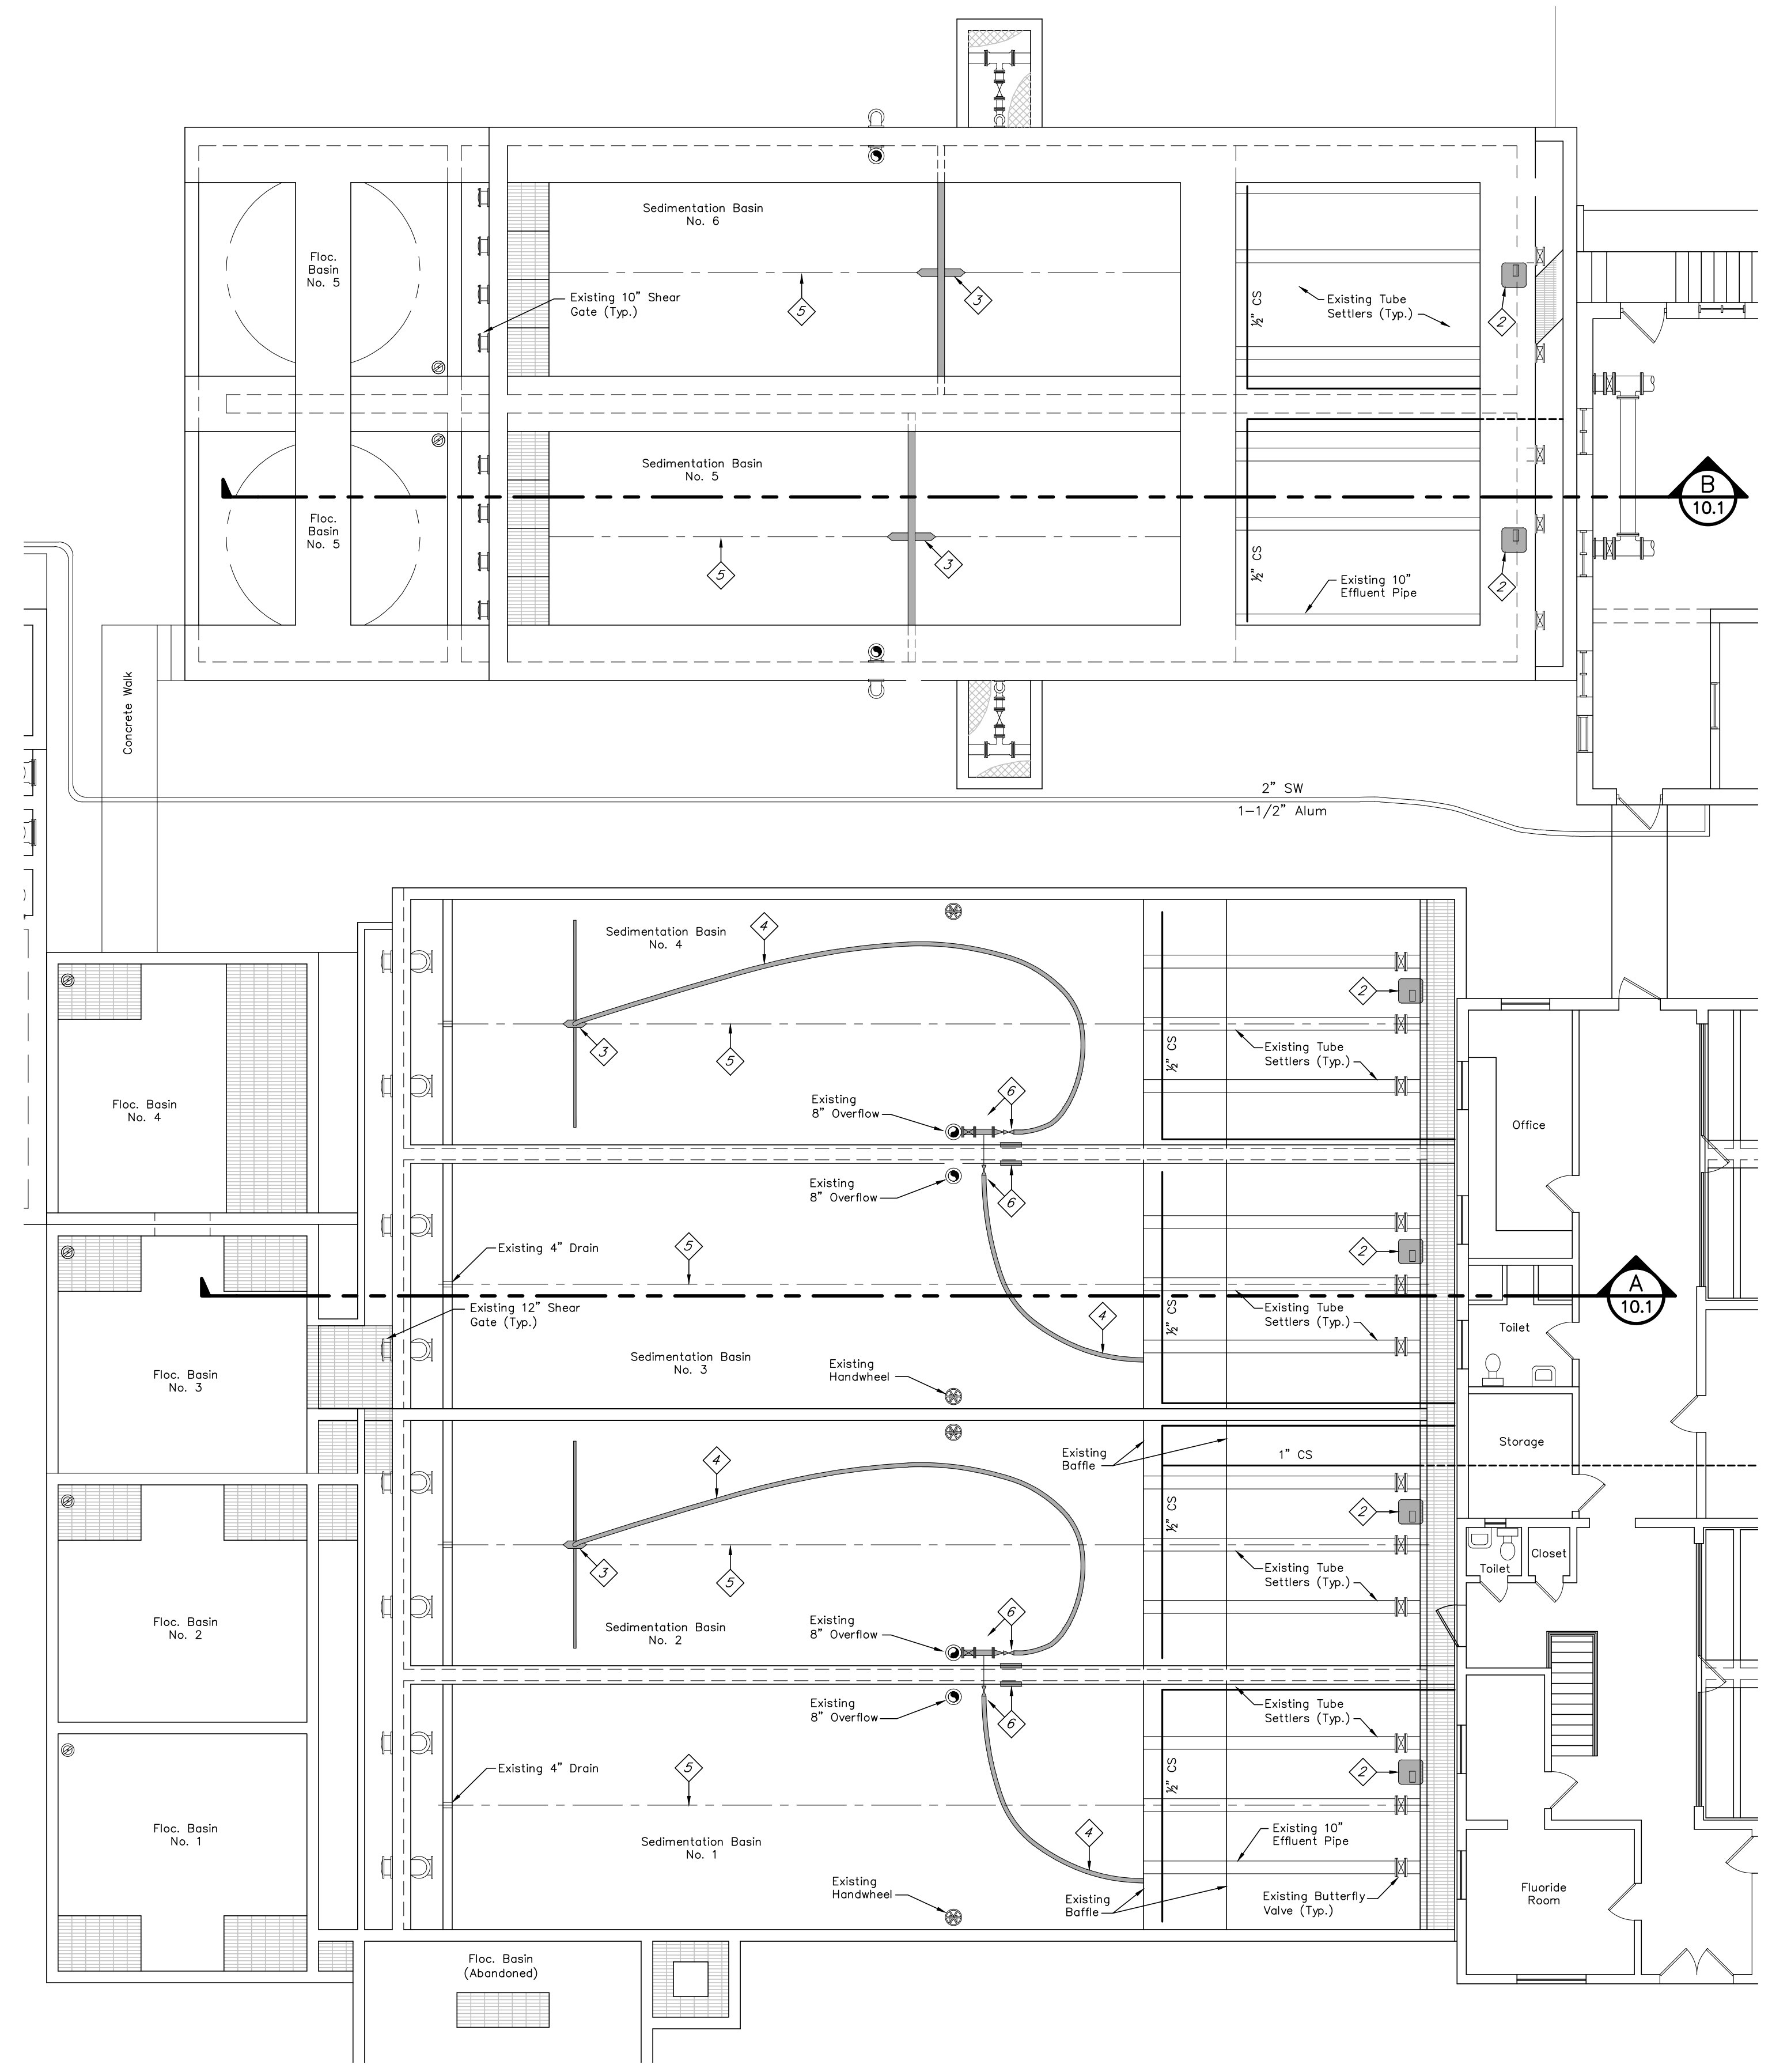 Sedimentation Basin
No. 6
Floc.
Basin
No. 5
Existing 10" Shear
Gate (Typ.)
5
3
½" CS
Existing Tube
Settlers (Typ.)
2
Sedimentation Basin
No. 5
Floc.
Basin
No. 5
B
10.1
5
3
½" CS
Existing 10"
Effluent Pipe
2
Concrete Walk
2" SW
1-1/2" Alum
Sedimentation Basin
No. 4
4
3
5
2
½" CS
Existing Tube
Settlers (Typ.)
Floc. Basin
No. 4
Existing
8" Overflow
6
Office
Existing
8" Overflow
6
Existing 4" Drain
5
2
A
10.1
Existing 12" Shear
Gate (Typ.)
½" CS
Existing Tube
Settlers (Typ.)
4
Toilet
Sedimentation Basin
No. 3
Existing
Handwheel
Floc. Basin
No. 3
Storage
4
Existing
Baffle
1" CS
½" CS
2
3
5
Existing Tube
Settlers (Typ.)
Toilet
Closet
Floc. Basin
No. 2
Sedimentation Basin
No. 2
Existing
8" Overflow
6
Existing
8" Overflow
6
Existing Tube
Settlers (Typ.)
Existing 4" Drain
5
½" CS
2
Floc. Basin
No. 1
Sedimentation Basin
No. 1
4
Existing 10"
Effluent Pipe
Existing
Handwheel
Existing
Baffle
Existing Butterfly
Valve (Typ.)
Fluoride
Room
Floc. Basin
(Abandoned)